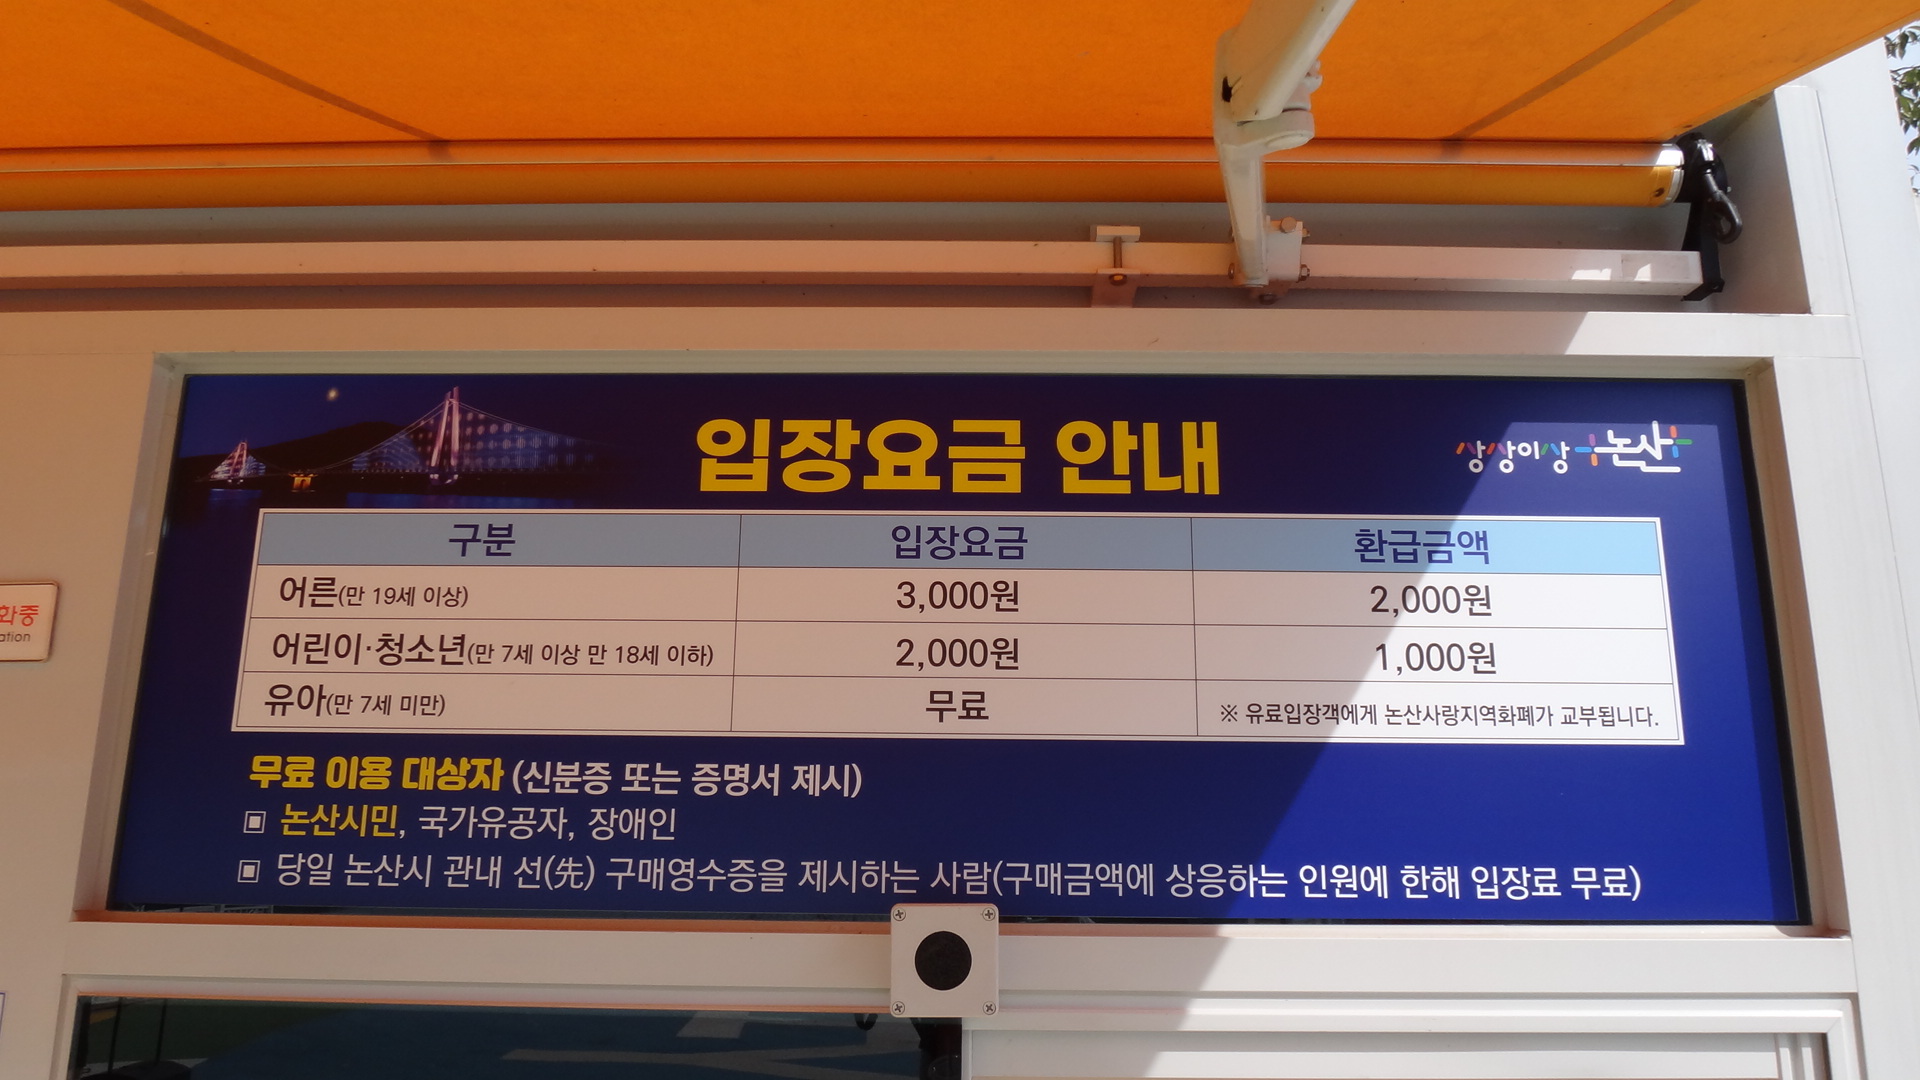 입장요금 안내
상상이상 논산
구분 입장요금 환급금액
어른(만 19세 이상) 3,000원 2,000원
어린이·청소년(만 7세 이상 만 18세 이하) 2,000원 1,000원
유아(만 7세 미만) 무료 ※ 유료입장객에게 논산사랑지역화폐가 교부됩니다.
무료 이용 대상자 (신분증 또는 증명서 제시)
▣ 논산시민, 국가유공자, 장애인
▣ 당일 논산시 관내 선(先) 구매영수증을 제시하는 사람(구매금액에 상응하는 인원에 한해 입장료 무료)
화중
ation